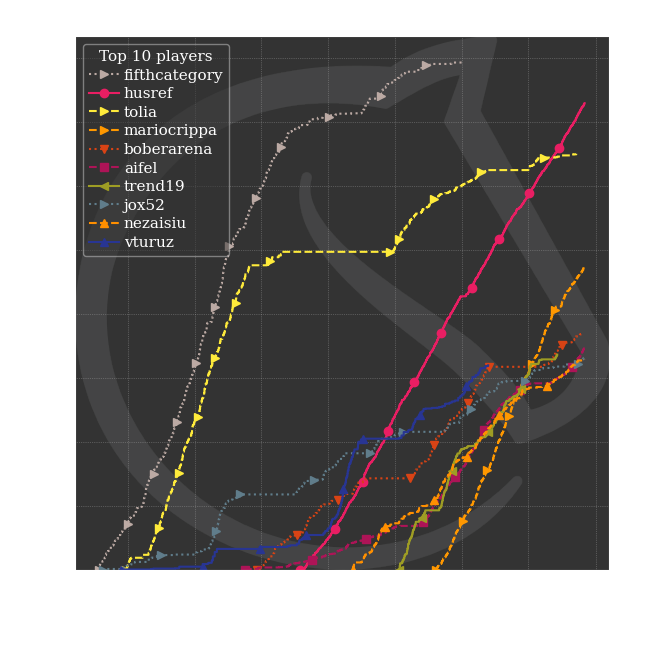 Top 10 players
fifthcategory
husref
tolia
mariocrippa
boberarena
aifel
trend19
jox52
nezaisiu
vturuz